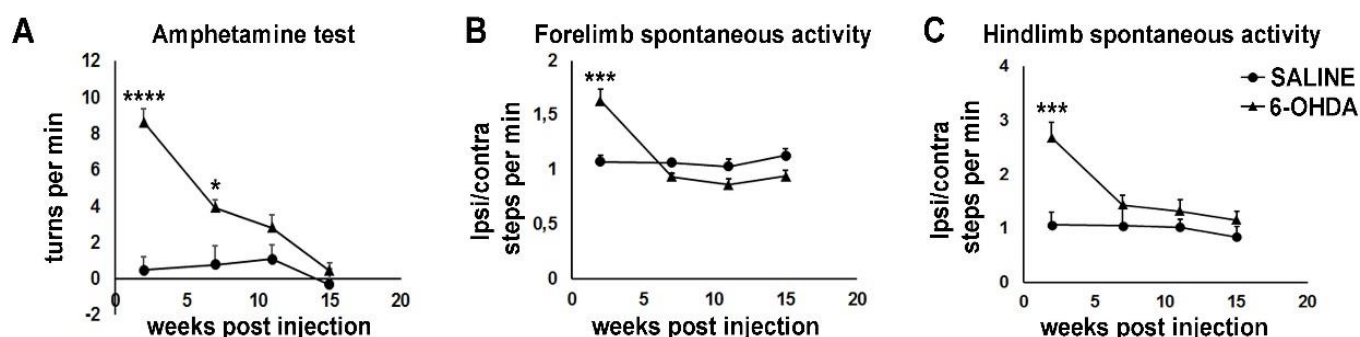 A
Amphetamine test
turns per min
12
10
8
6
4
2
0
-2
****
*
0
5
10
15
20
weeks post injection
B
Forelimb spontaneous activity
Ipsi/contra
steps per min
2
1,5
1
0,5
0
***
0
5
10
15
20
weeks post injection
C
Hindlimb spontaneous activity
Ipsi/contra
steps per min
4
3
2
1
0
***
0
5
10
15
20
weeks post injection
SALINE
6-OHDA